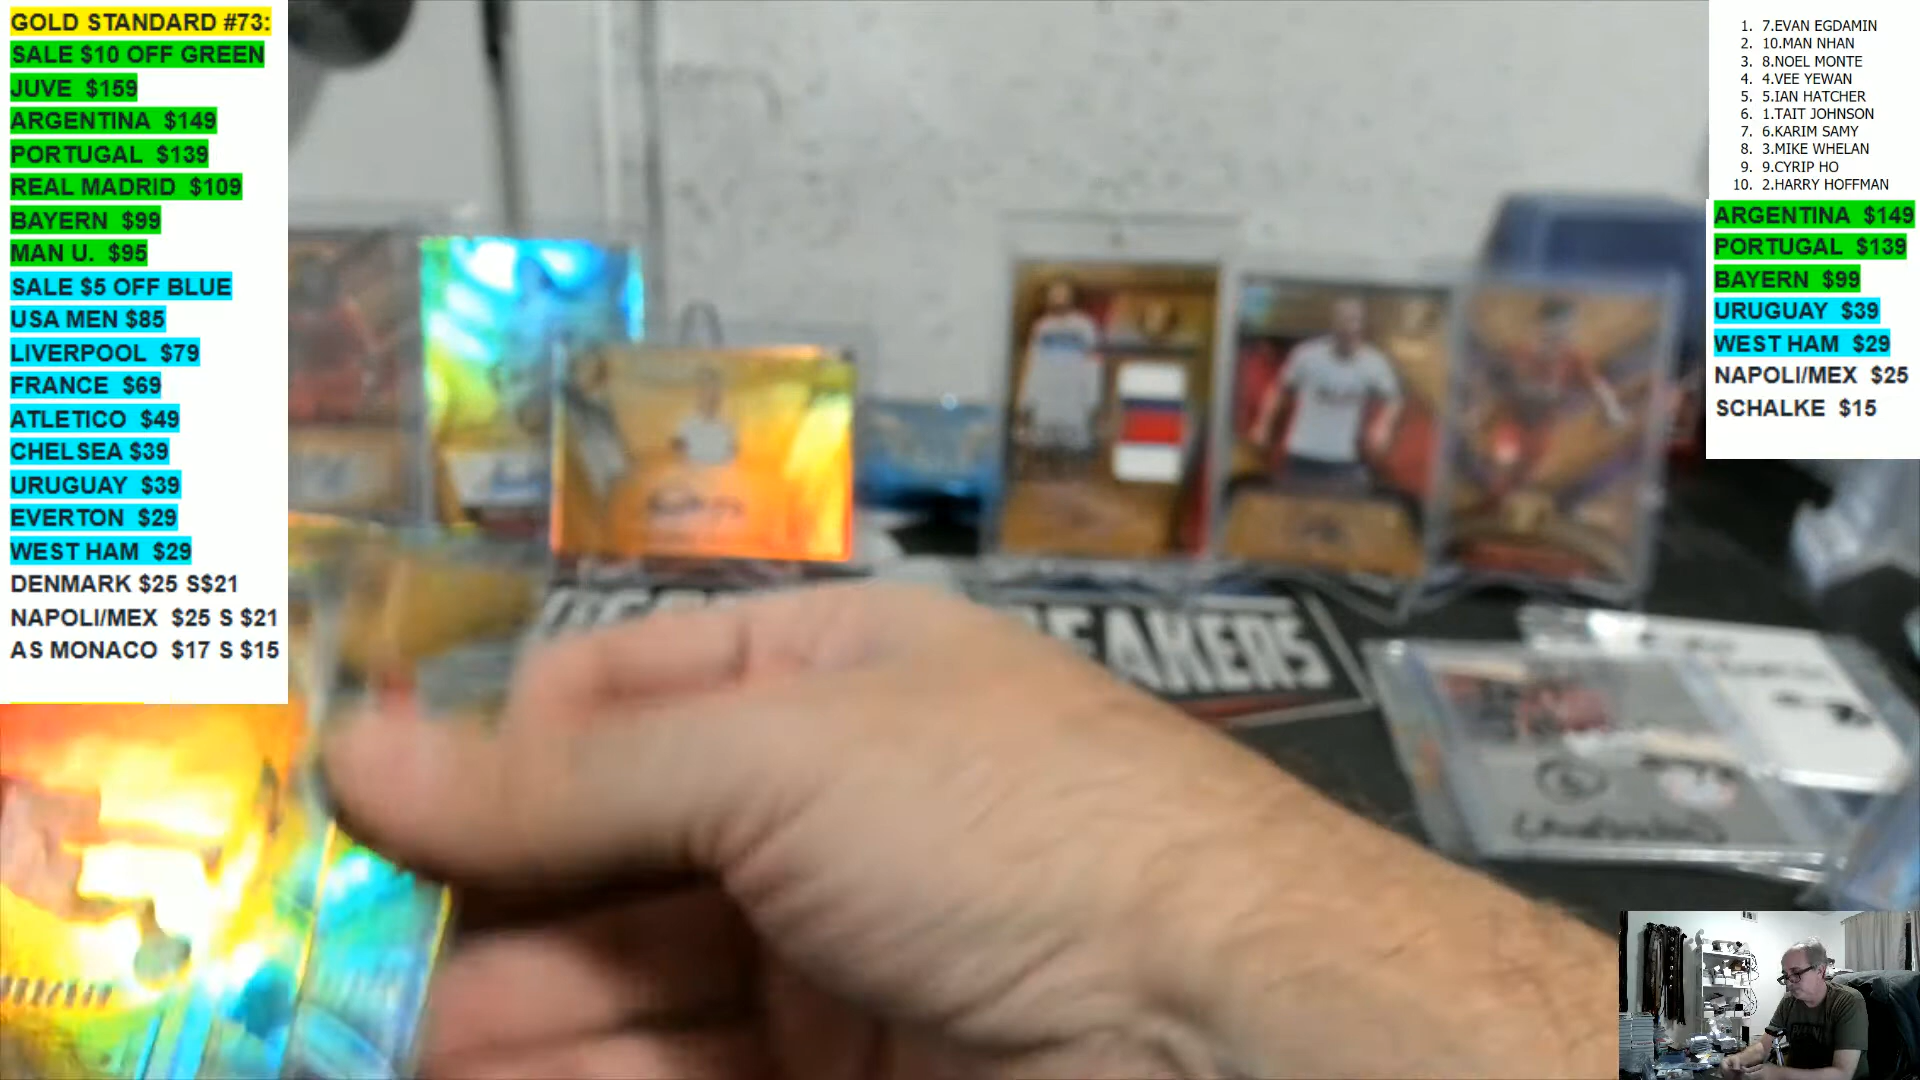 GOLD STANDARD #73:
SALE $10 OFF GREEN
JUVE $159
ARGENTINA $149
PORTUGAL $139
REAL MADRID $109
BAYERN $99
MAN U. $95
SALE $5 OFF BLUE
USA MEN $85
LIVERPOOL $79
FRANCE $69
ATLETICO $49
CHELSEA $39
URUGUAY $39
EVERTON $29
WEST HAM $29
DENMARK $25 S$21
NAPOLI/MEX $25 S $21
AS MONACO $17 S $15
1. 7.EVAN EGDAMIN
2. 10.MAN NHAN
3. 8.NOEL MONTE
4. 4.VEE YEWAN
5. 5.IAN HATCHER
6. 1.TAIT JOHNSON
7. 6.KARIM SAMY
8. 3.MIKE WHELAN
9. 9.CYRIP HO
10. 2.HARRY HOFFMAN
ARGENTINA $149
PORTUGAL $139
BAYERN $99
URUGUAY $39
WEST HAM $29
NAPOLI/MEX $25
SCHALKE $15
EAKERS